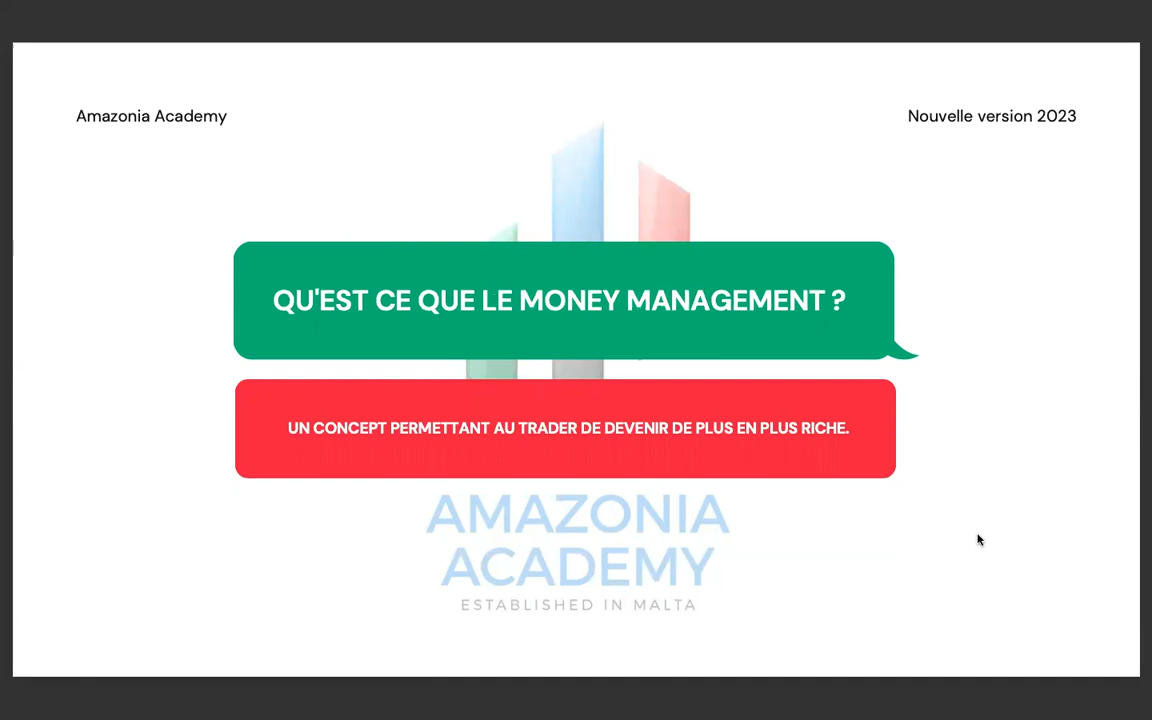 Amazonia Academy
Nouvelle version 2023
QU'EST CE QUE LE MONEY MANAGEMENT ?
UN CONCEPT PERMETTANT AU TRADER DE DEVENIR DE PLUS EN PLUS RICHE.
AMAZONIA
ACADEMY
ESTABLISHED IN MALTA